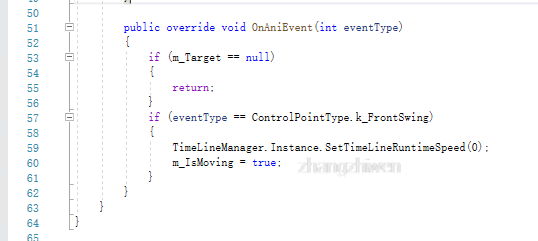 50
51 public override void OnAniEvent(int eventType)
52 {
53 if (m_Target == null)
54 {
55 return;
56 }
57 if (eventType == ControlPointType.k_FrontSwing)
58 {
59 TimeLineManager.Instance.SetTimeLineRuntimeSpeed(0);
60 m_IsMoving = true;
61 }
62 }
63 }
64 }
65
zhangzhiwen